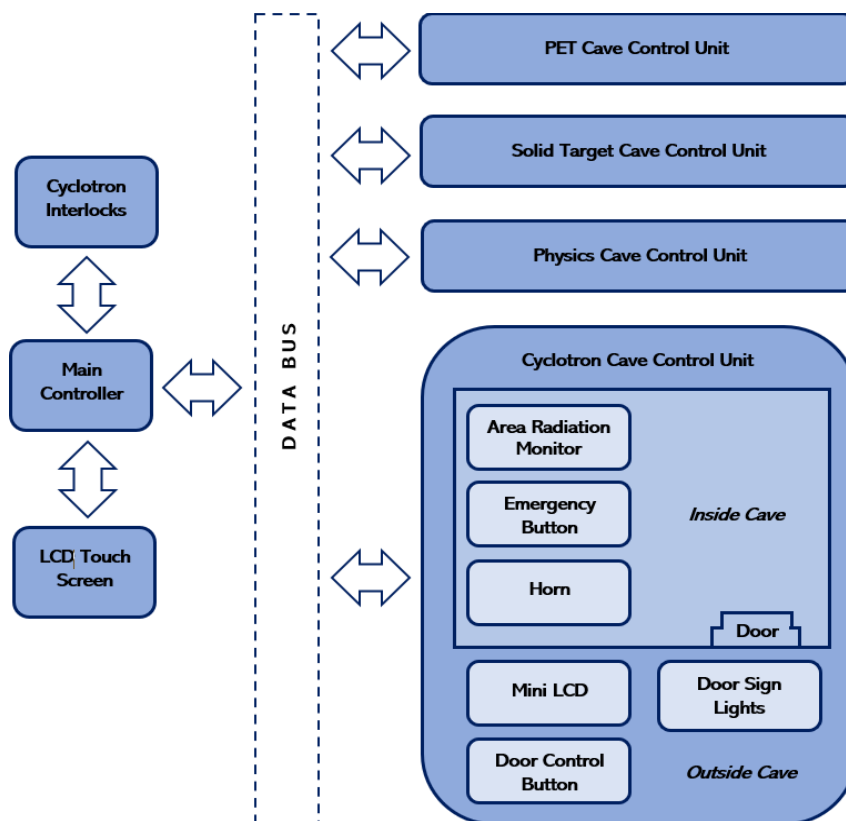 PET Cave Control Unit
Solid Target Cave Control Unit
Cyclotron
Interlocks
Physics Cave Control Unit
Main
Controller
DATA BUS
LCD Touch
Screen
Cyclotron Cave Control Unit
Area Radiation
Monitor
Emergency
Button
Inside Cave
Horn
Door
Mini LCD
Door Sign
Lights
Door Control
Button
Outside Cave